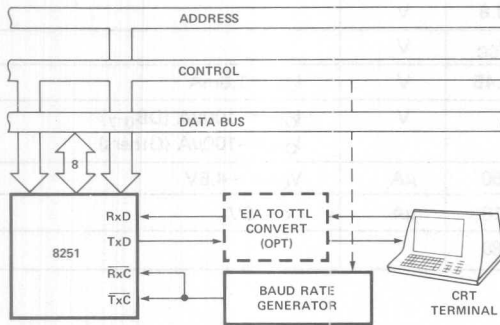 ADDRESS
CONTROL
DATA BUS
8
8251
RxD
TxD
RxC
TxC
EIA TO TTL
CONVERT
(OPT)
BAUD RATE
GENERATOR
CRT
TERMINAL
V
V
V
V
µA